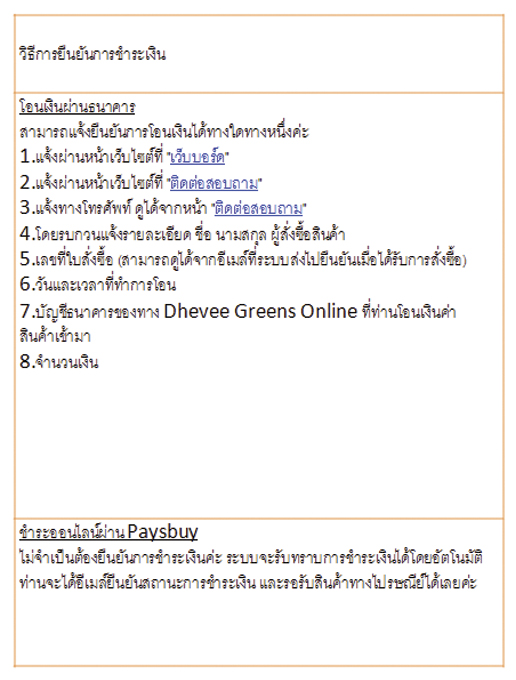 วิธีการยืนยันการชำระเงิน
โอนเงินผ่านธนาคาร
สามารถแจ้งยืนยันการโอนเงินได้ทางใดทางหนึ่งค่ะ
1.แจ้งผ่านหน้าเว็บไซต์ที่ "เว็บบอร์ด"
2.แจ้งผ่านหน้าเว็บไซต์ที่ "ติดต่อสอบถาม"
3.แจ้งทางโทรศัพท์ ดูได้จากหน้า "ติดต่อสอบถาม"
4.โดยรบกวนแจ้งรายละเอียด ชื่อ นามสกุล ผู้สั่งซื้อสินค้า
5.เลขที่ใบสั่งซื้อ (สามารถดูได้จากอีเมล์ที่ระบบส่งไปยืนยันเมื่อได้รับการสั่งซื้อ)
6.วันและเวลาที่ทำการโอน
7.บัญชีธนาคารของทาง Dhevee Greens Online ที่ท่านโอนเงินค่า
สินค้าเข้ามา
8.จำนวนเงิน
ชำระออนไลน์ผ่าน Paysbuy
ไม่จำเป็นต้องยืนยันการชำระเงินค่ะ ระบบจะรับทราบการชำระเงินได้โดยอัตโนมัติ
ท่านจะได้อีเมล์ยืนยันสถานะการชำระเงิน และรอรับสินค้าทางไปรษณีย์ได้เลยค่ะ